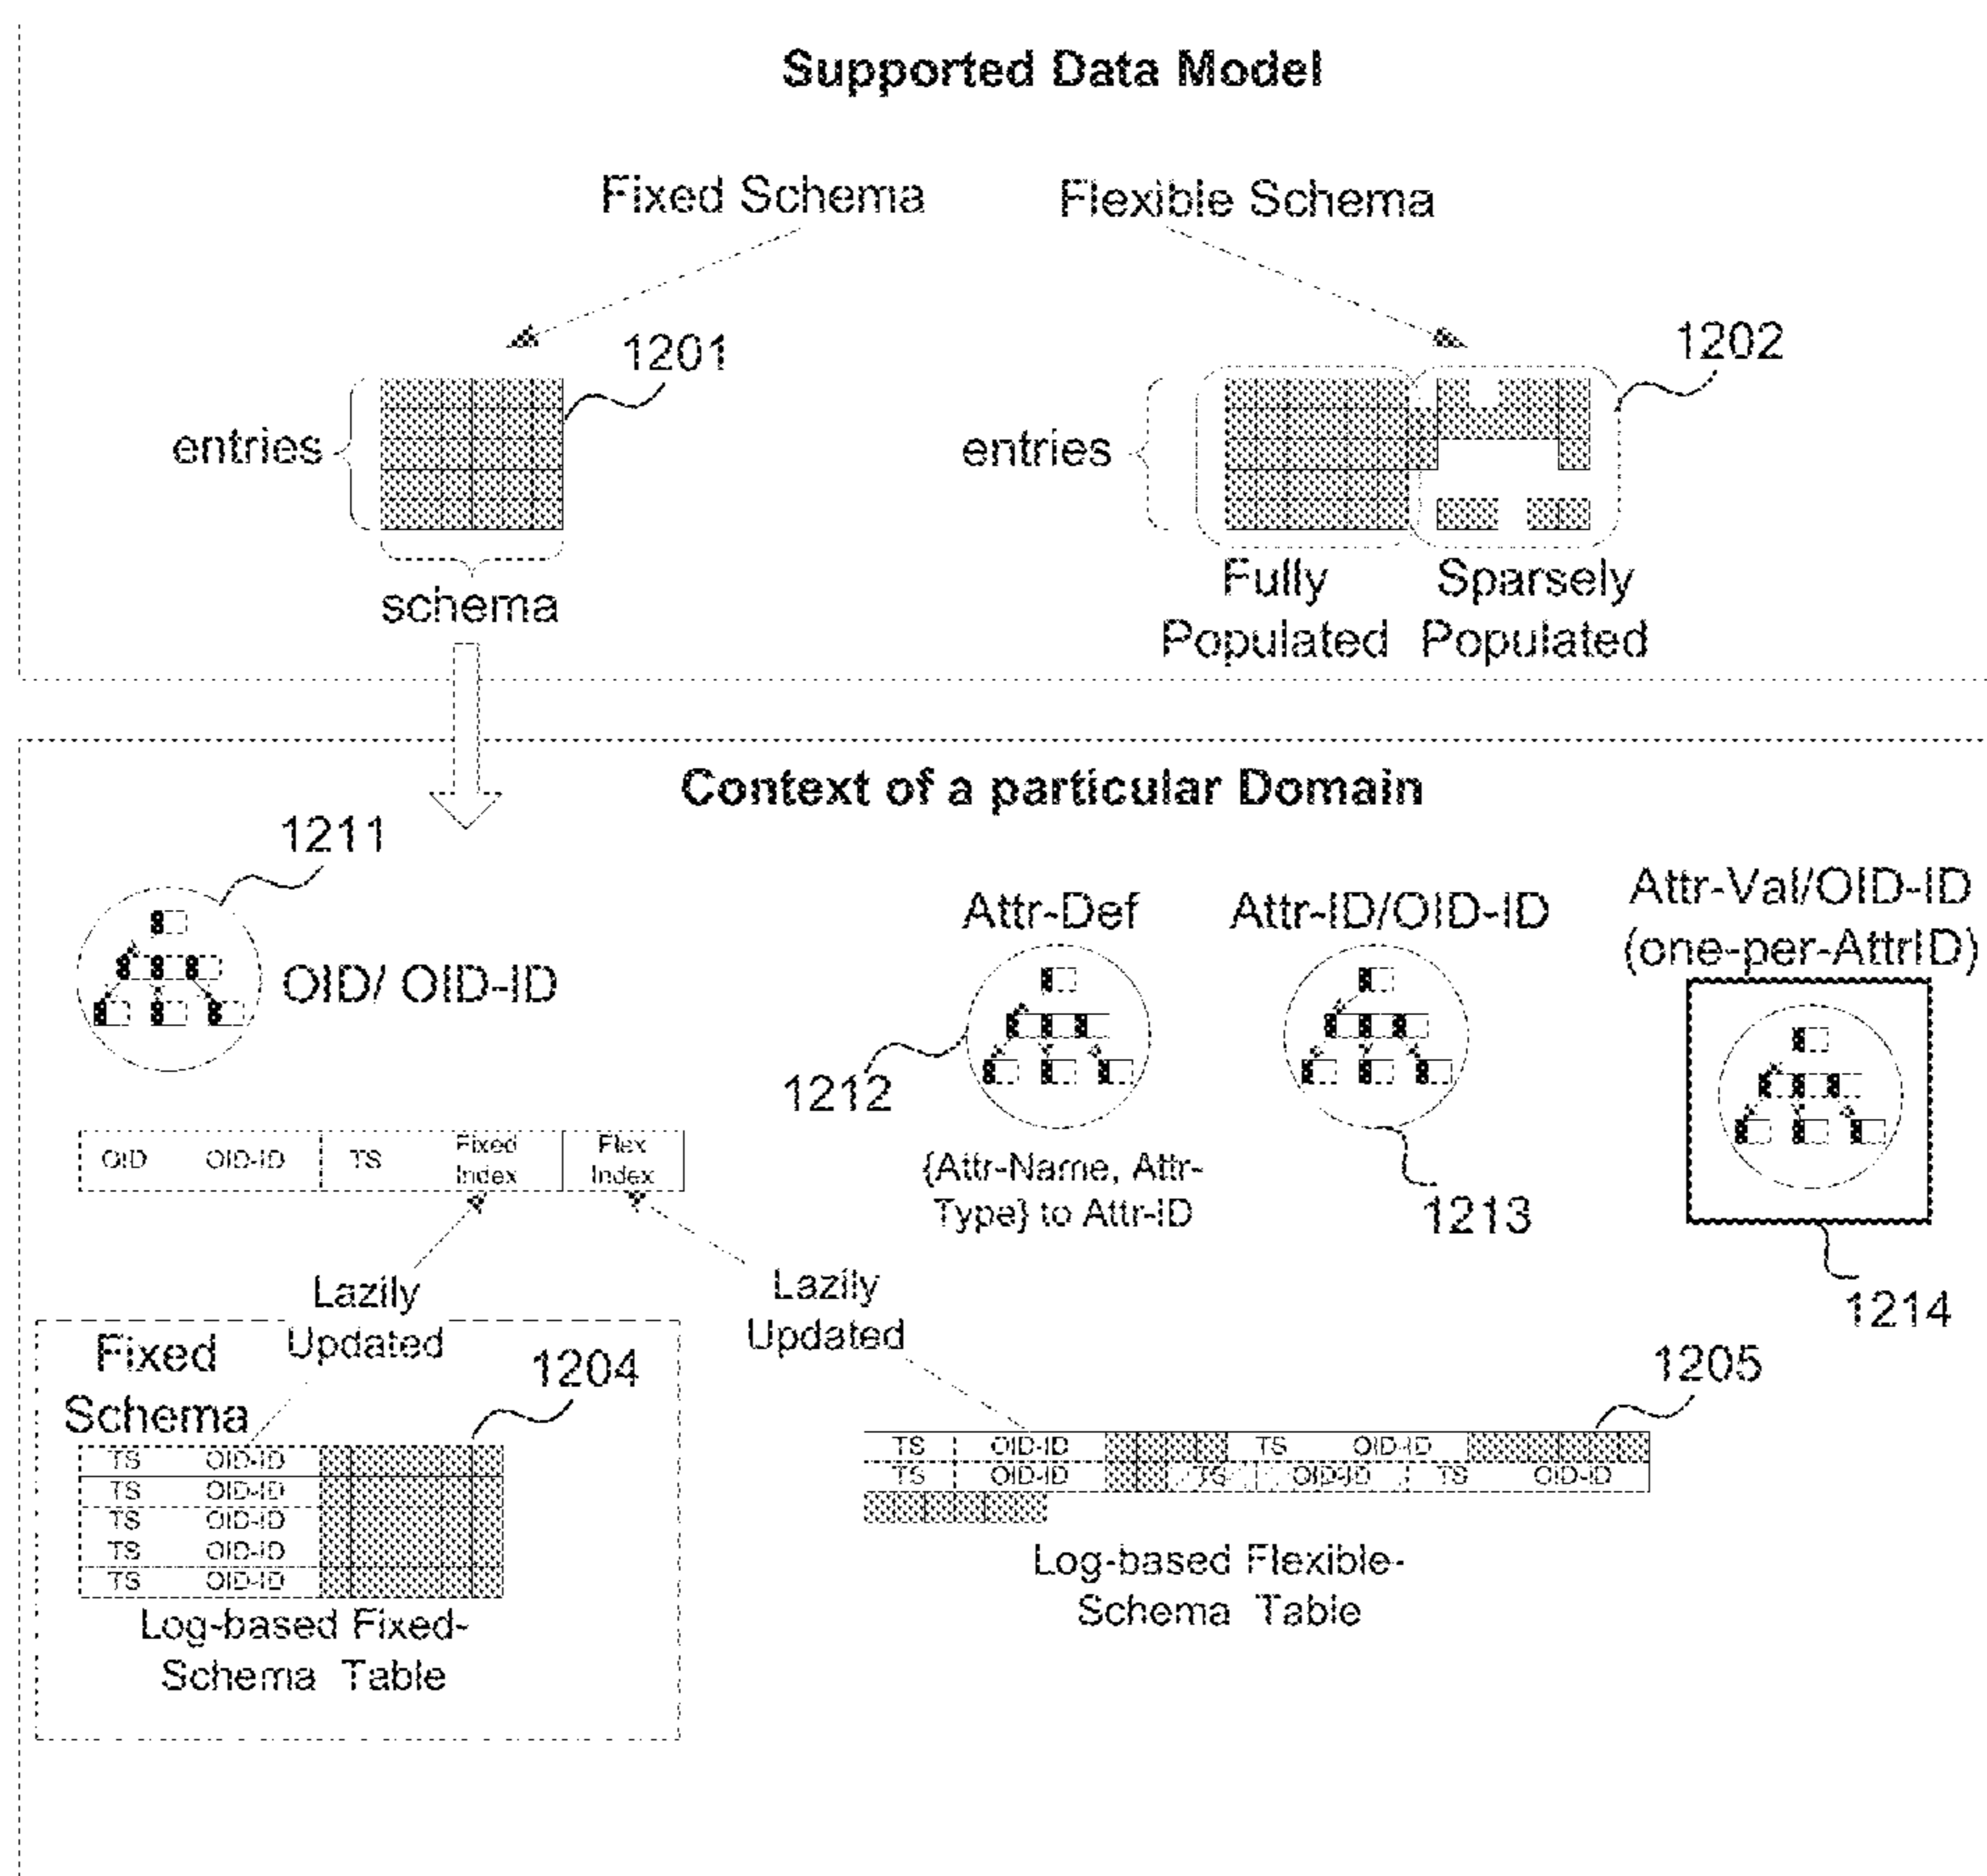 Supported Data Model
Fixed Schema
Flexible Schema
1201
1202
entries
entries
schema
Fully
Populated
Sparsely
Populated
Context of a particular Domain
1211
OID/ OID-ID
Attr-Def
Attr-ID/OID-ID
Attr-Val/OID-ID
(one-per-AttrID)
1212
{Attr-Name, Attr-
Type} to Attr-ID
1213
1214
OID OID-ID TS Fixed Index Flex Index
Lazily
Updated
Lazily
Updated
Fixed
Schema
1204
TS OID-ID
TS OID-ID
TS OID-ID
TS OID-ID
TS OID-ID
Log-based Fixed-
Schema Table
1205
TS OID-ID TS OID-ID
TS OID-ID TS OID-ID TS OID-ID
Log-based Flexible-
Schema Table